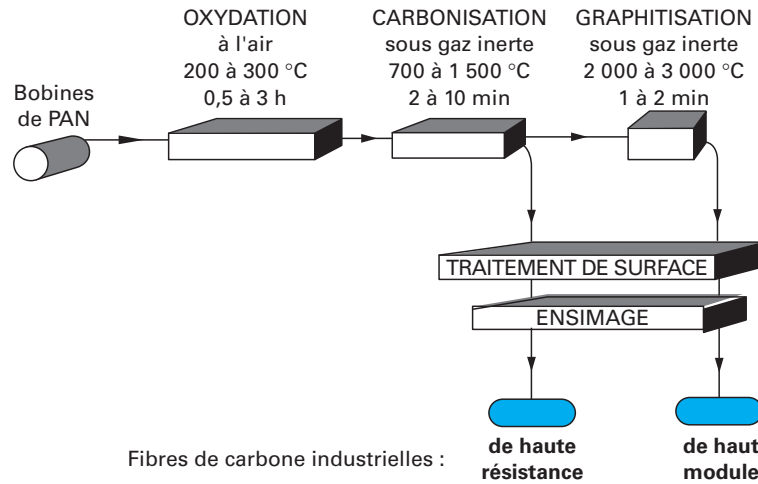 OXYDATION
à l'air
200 à 300 °C
0,5 à 3 h
CARBONISATION
sous gaz inerte
700 à 1 500 °C
2 à 10 min
GRAPHITISATION
sous gaz inerte
2 000 à 3 000 °C
1 à 2 min
Bobines
de PAN
TRAITEMENT DE SURFACE
ENSIMAGE
Fibres de carbone industrielles :
de haute
résistance
de haut
module